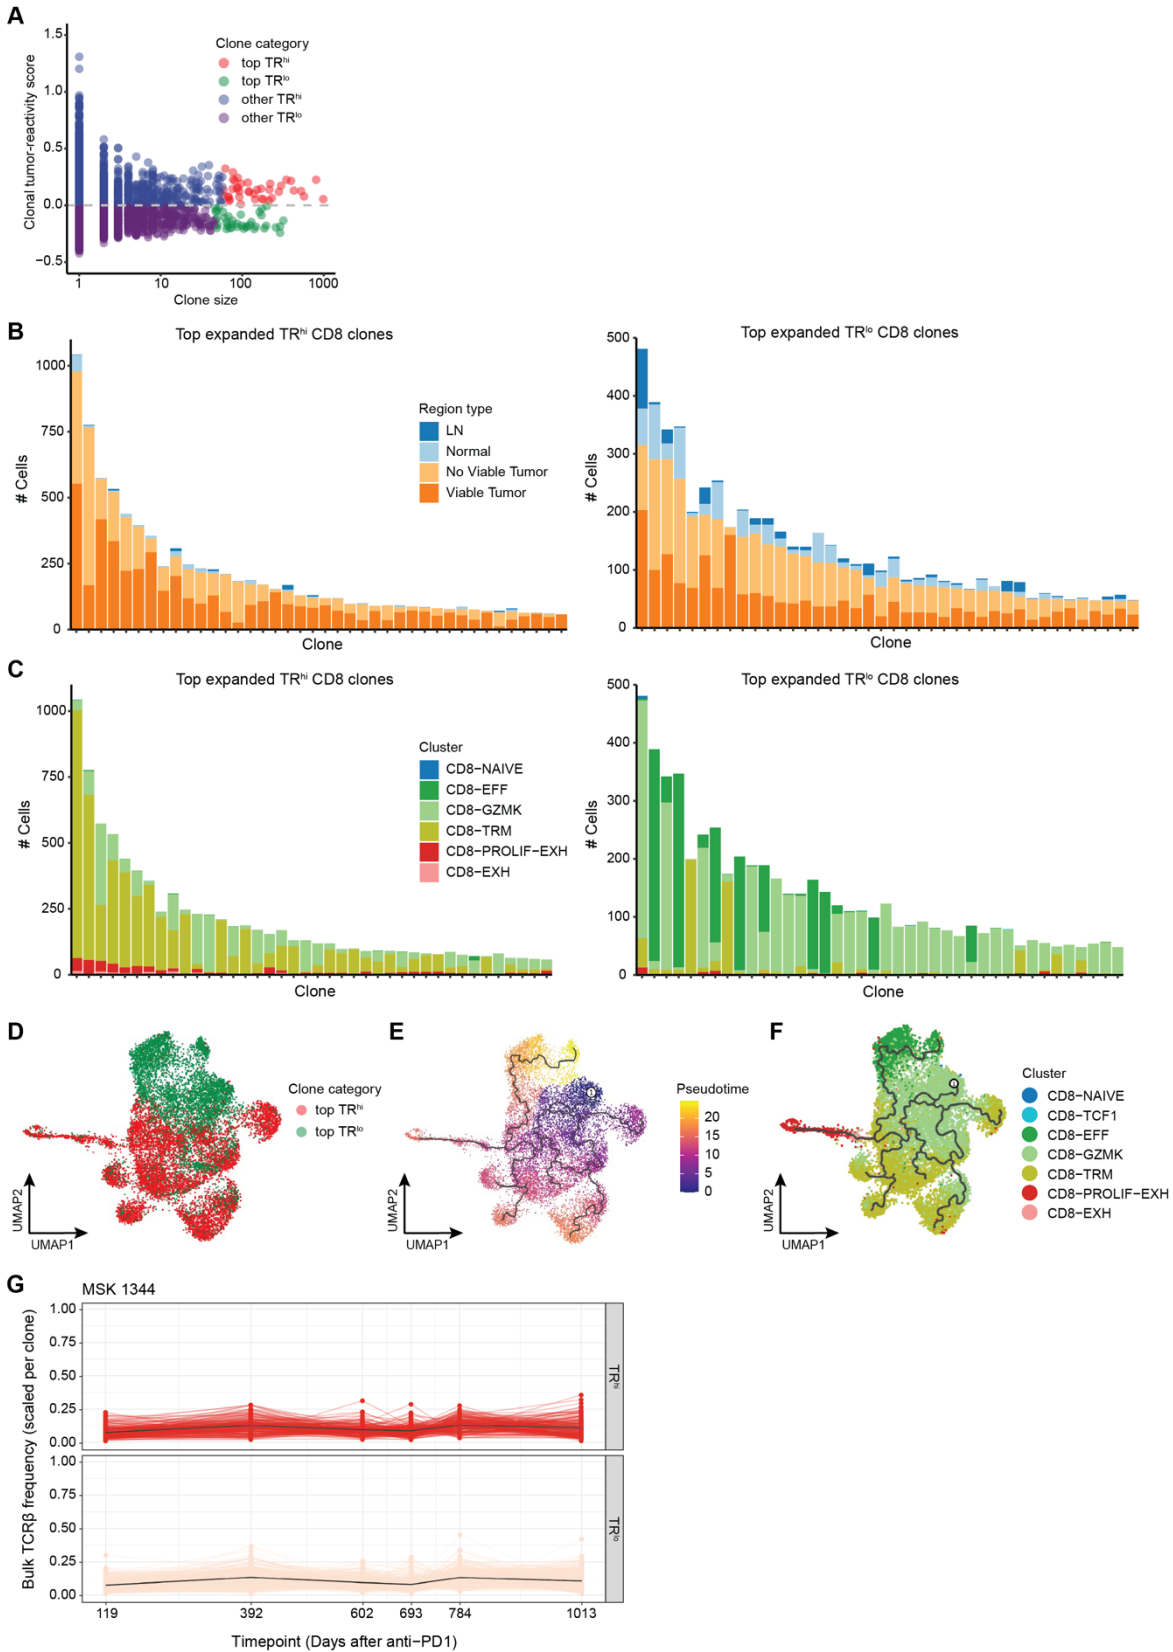 A
Clonal tumor-reactivity score
1.5
1.0
0.5
0.0
−0.5
1
10
100
1000
Clone size
Clone category
top TRhi
top TRlo
other TRhi
other TRlo
B
Top expanded TRhi CD8 clones
# Cells
1000
750
500
250
0
Clone
Region type
LN
Normal
No Viable Tumor
Viable Tumor
Top expanded TRlo CD8 clones
# Cells
500
400
300
200
100
0
Clone
C
Top expanded TRhi CD8 clones
# Cells
1000
750
500
250
0
Clone
Cluster
CD8−NAIVE
CD8−EFF
CD8−GZMK
CD8−TRM
CD8−PROLIF−EXH
CD8−EXH
Top expanded TRlo CD8 clones
# Cells
500
400
300
200
100
0
Clone
D
Clone category
top TRhi
top TRlo
UMAP2
UMAP1
E
1
Pseudotime
20
15
10
5
0
UMAP2
UMAP1
F
1
Cluster
CD8−NAIVE
CD8−TCF1
CD8−EFF
CD8−GZMK
CD8−TRM
CD8−PROLIF−EXH
CD8−EXH
UMAP2
UMAP1
G
MSK 1344
Bulk TCRβ frequency (scaled per clone)
1.00
0.75
0.50
0.25
0.00
TRhi
1.00
0.75
0.50
0.25
0.00
TRlo
119
392
602
693
784
1013
Timepoint (Days after anti−PD1)